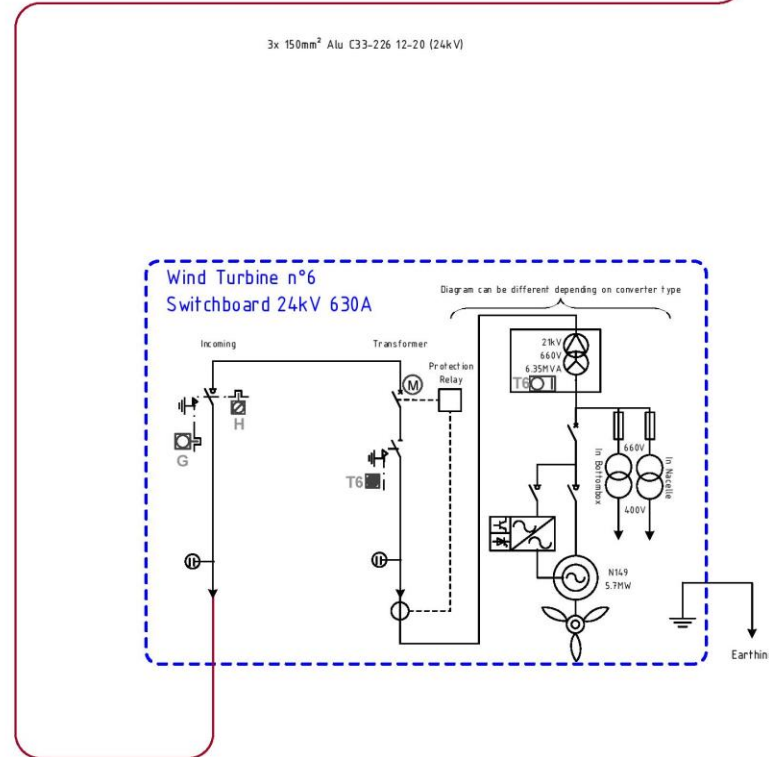 3x 150mm² Alu C33-226 12-20 (24kV)
Wind Turbine n°6
Switchboard 24kV 630A
Diagram can be different depending on converter type
Incoming
Transformer
Protection
Relay
M
21kV
660V
6.35MVA
T6
H
G
T6
In Bottombox
660V
400V
In Nacelle
N149
5.7MW
Earthin